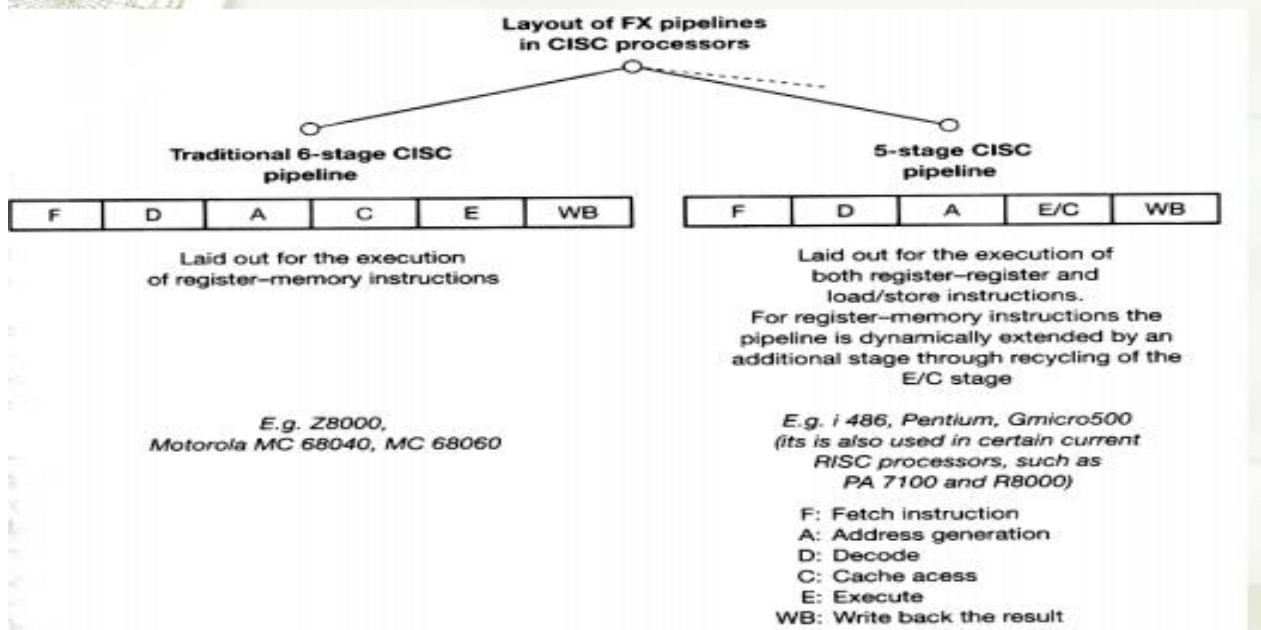 Layout of FX pipelines
in CISC processors
Traditional 6-stage CISC
pipeline
F D A C E WB
Laid out for the execution
of register–memory instructions
E.g. Z8000,
Motorola MC 68040, MC 68060
5-stage CISC
pipeline
F D A E/C WB
Laid out for the execution of
both register–register and
load/store instructions.
For register–memory instructions the
pipeline is dynamically extended by an
additional stage through recycling of the
E/C stage
E.g. i 486, Pentium, Gmicro500
(its is also used in certain current
RISC processors, such as
PA 7100 and R8000)
F: Fetch instruction
A: Address generation
D: Decode
C: Cache acess
E: Execute
WB: Write back the result